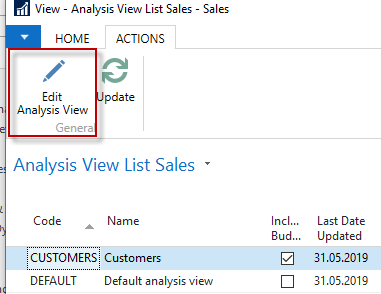 View - Analysis View List Sales - Sales
HOME ACTIONS
Edit Analysis View
Update
General
Analysis View List Sales
Code Name Incl... Bud... Last Date Updated
CUSTOMERS Customers 31.05.2019
DEFAULT Default analysis view 31.05.2019